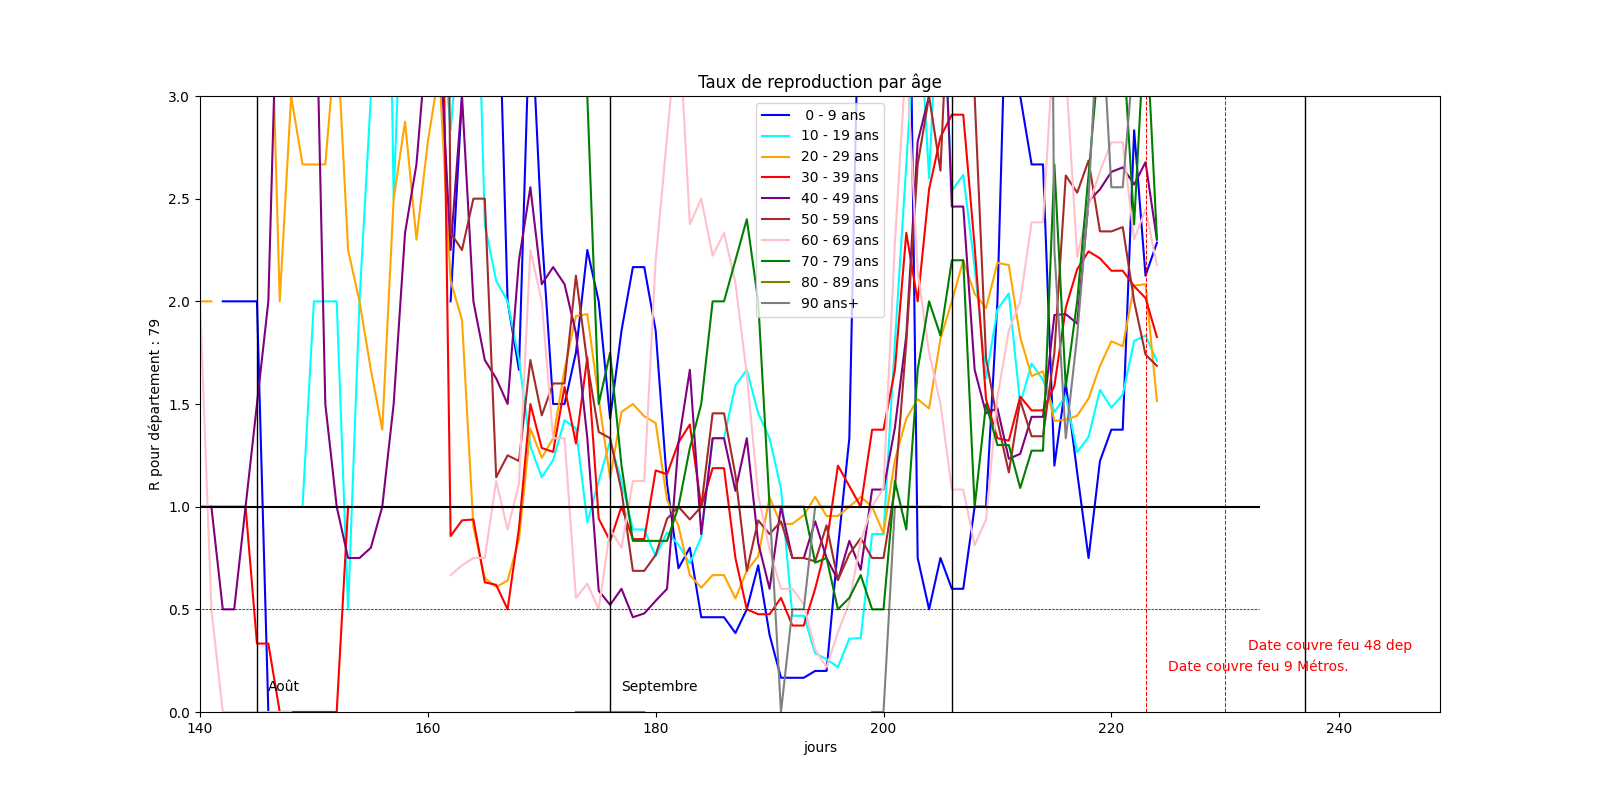 Taux de reproduction par âge
3.0
2.5
2.0
1.5
1.0
0.5
0.0
R pour département : 79
0 - 9 ans
10 - 19 ans
20 - 29 ans
30 - 39 ans
40 - 49 ans
50 - 59 ans
60 - 69 ans
70 - 79 ans
80 - 89 ans
90 ans+
Date couvre feu 48 dep
Date couvre feu 9 Métros.
Août
Septembre
140
160
180
200
220
240
jours